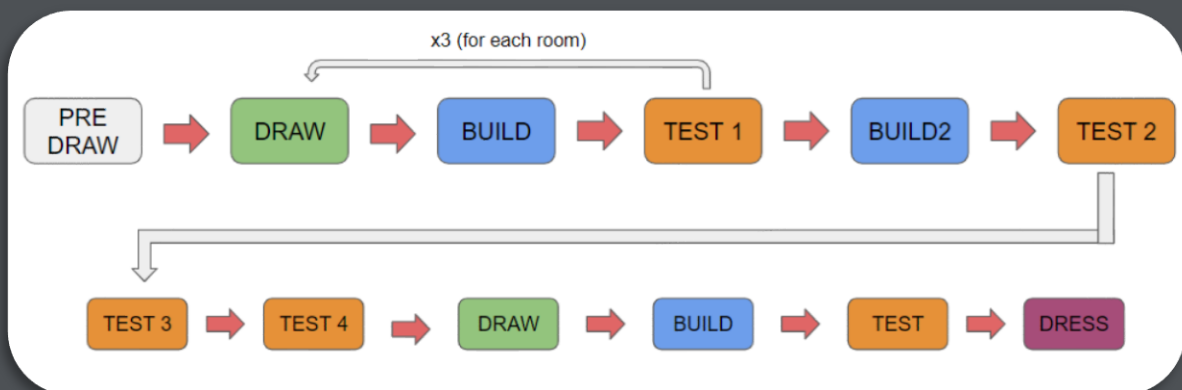 x3 (for each room)
PRE
DRAW
DRAW
BUILD
TEST 1
BUILD2
TEST 2
TEST 3
TEST 4
DRAW
BUILD
TEST
DRESS